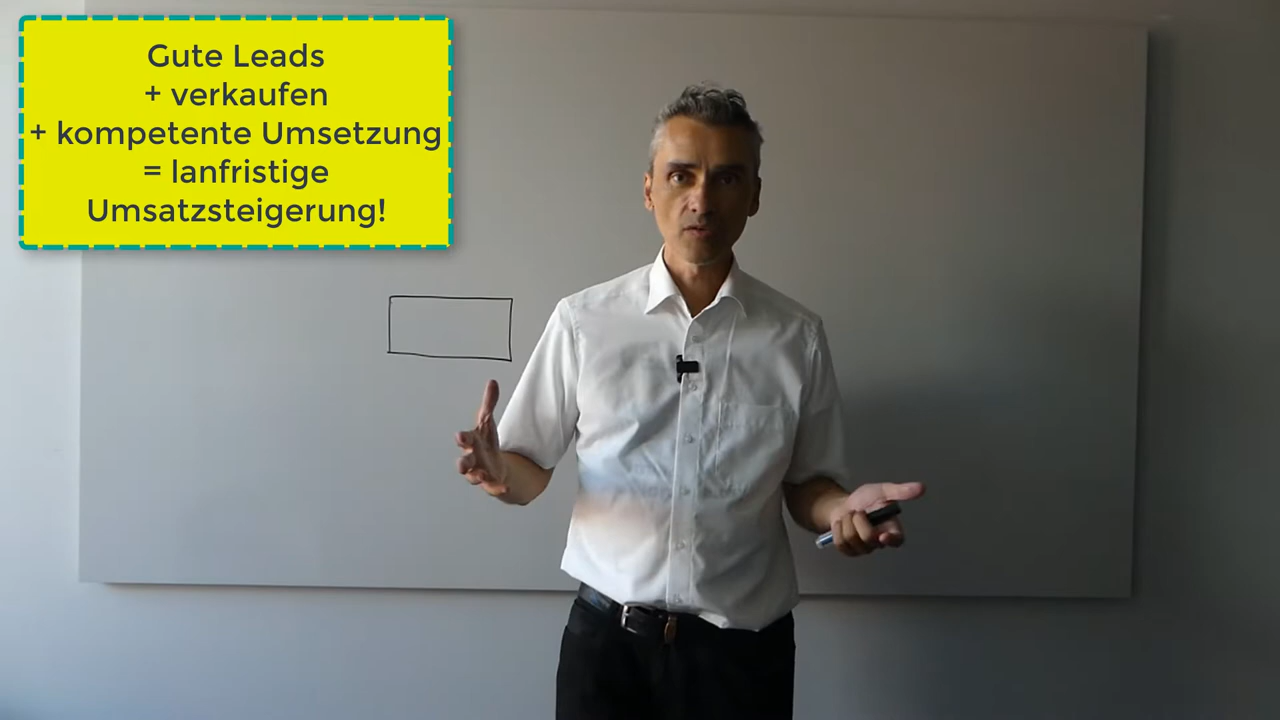 Gute Leads
+ verkaufen
+ kompetente Umsetzung
= lanfristige
Umsatzsteigerung!